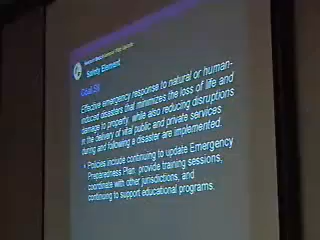 Safety Element
Effective emergency response to natural or human-
induced disasters that minimizes the loss of life and
damage to property, while also reducing disruptions
in the delivery of vital public and private services
during and following a disaster are implemented.
• Policies include continuing to update Emergency
Preparedness Plan, provide training sessions,
coordinate with other jurisdictions, and
continuing to support educational programs.